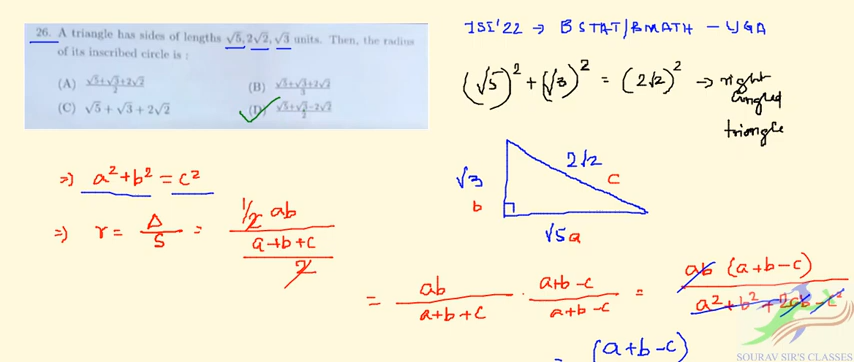 26. A triangle has sides of lengths √5, 2√2, √3 units. Then, the radius
of its inscribed circle is :
(A) (√5+√3+2√2)/2
(B) (√5+√3+2√2)/3
(C) √5 + √3 + 2√2
(D) (√5+√3−2√2)/2
ISI'22 → BSTAT/BMATH - UGA
(√5)² + (√3)² = (2√2)² → right
angled
triangle
⇒ a² + b² = c²
√3
b
2√2
c
√5 a
⇒ r = Δ/S = (1/2 ab)/((a+b+c)/2)
= ab/(a+b+c) · (a+b−c)/(a+b−c) = ab (a+b−c)/(a²+b²+2ab−c²)
= (a+b−c)
SOURAV SIR'S CLASSES